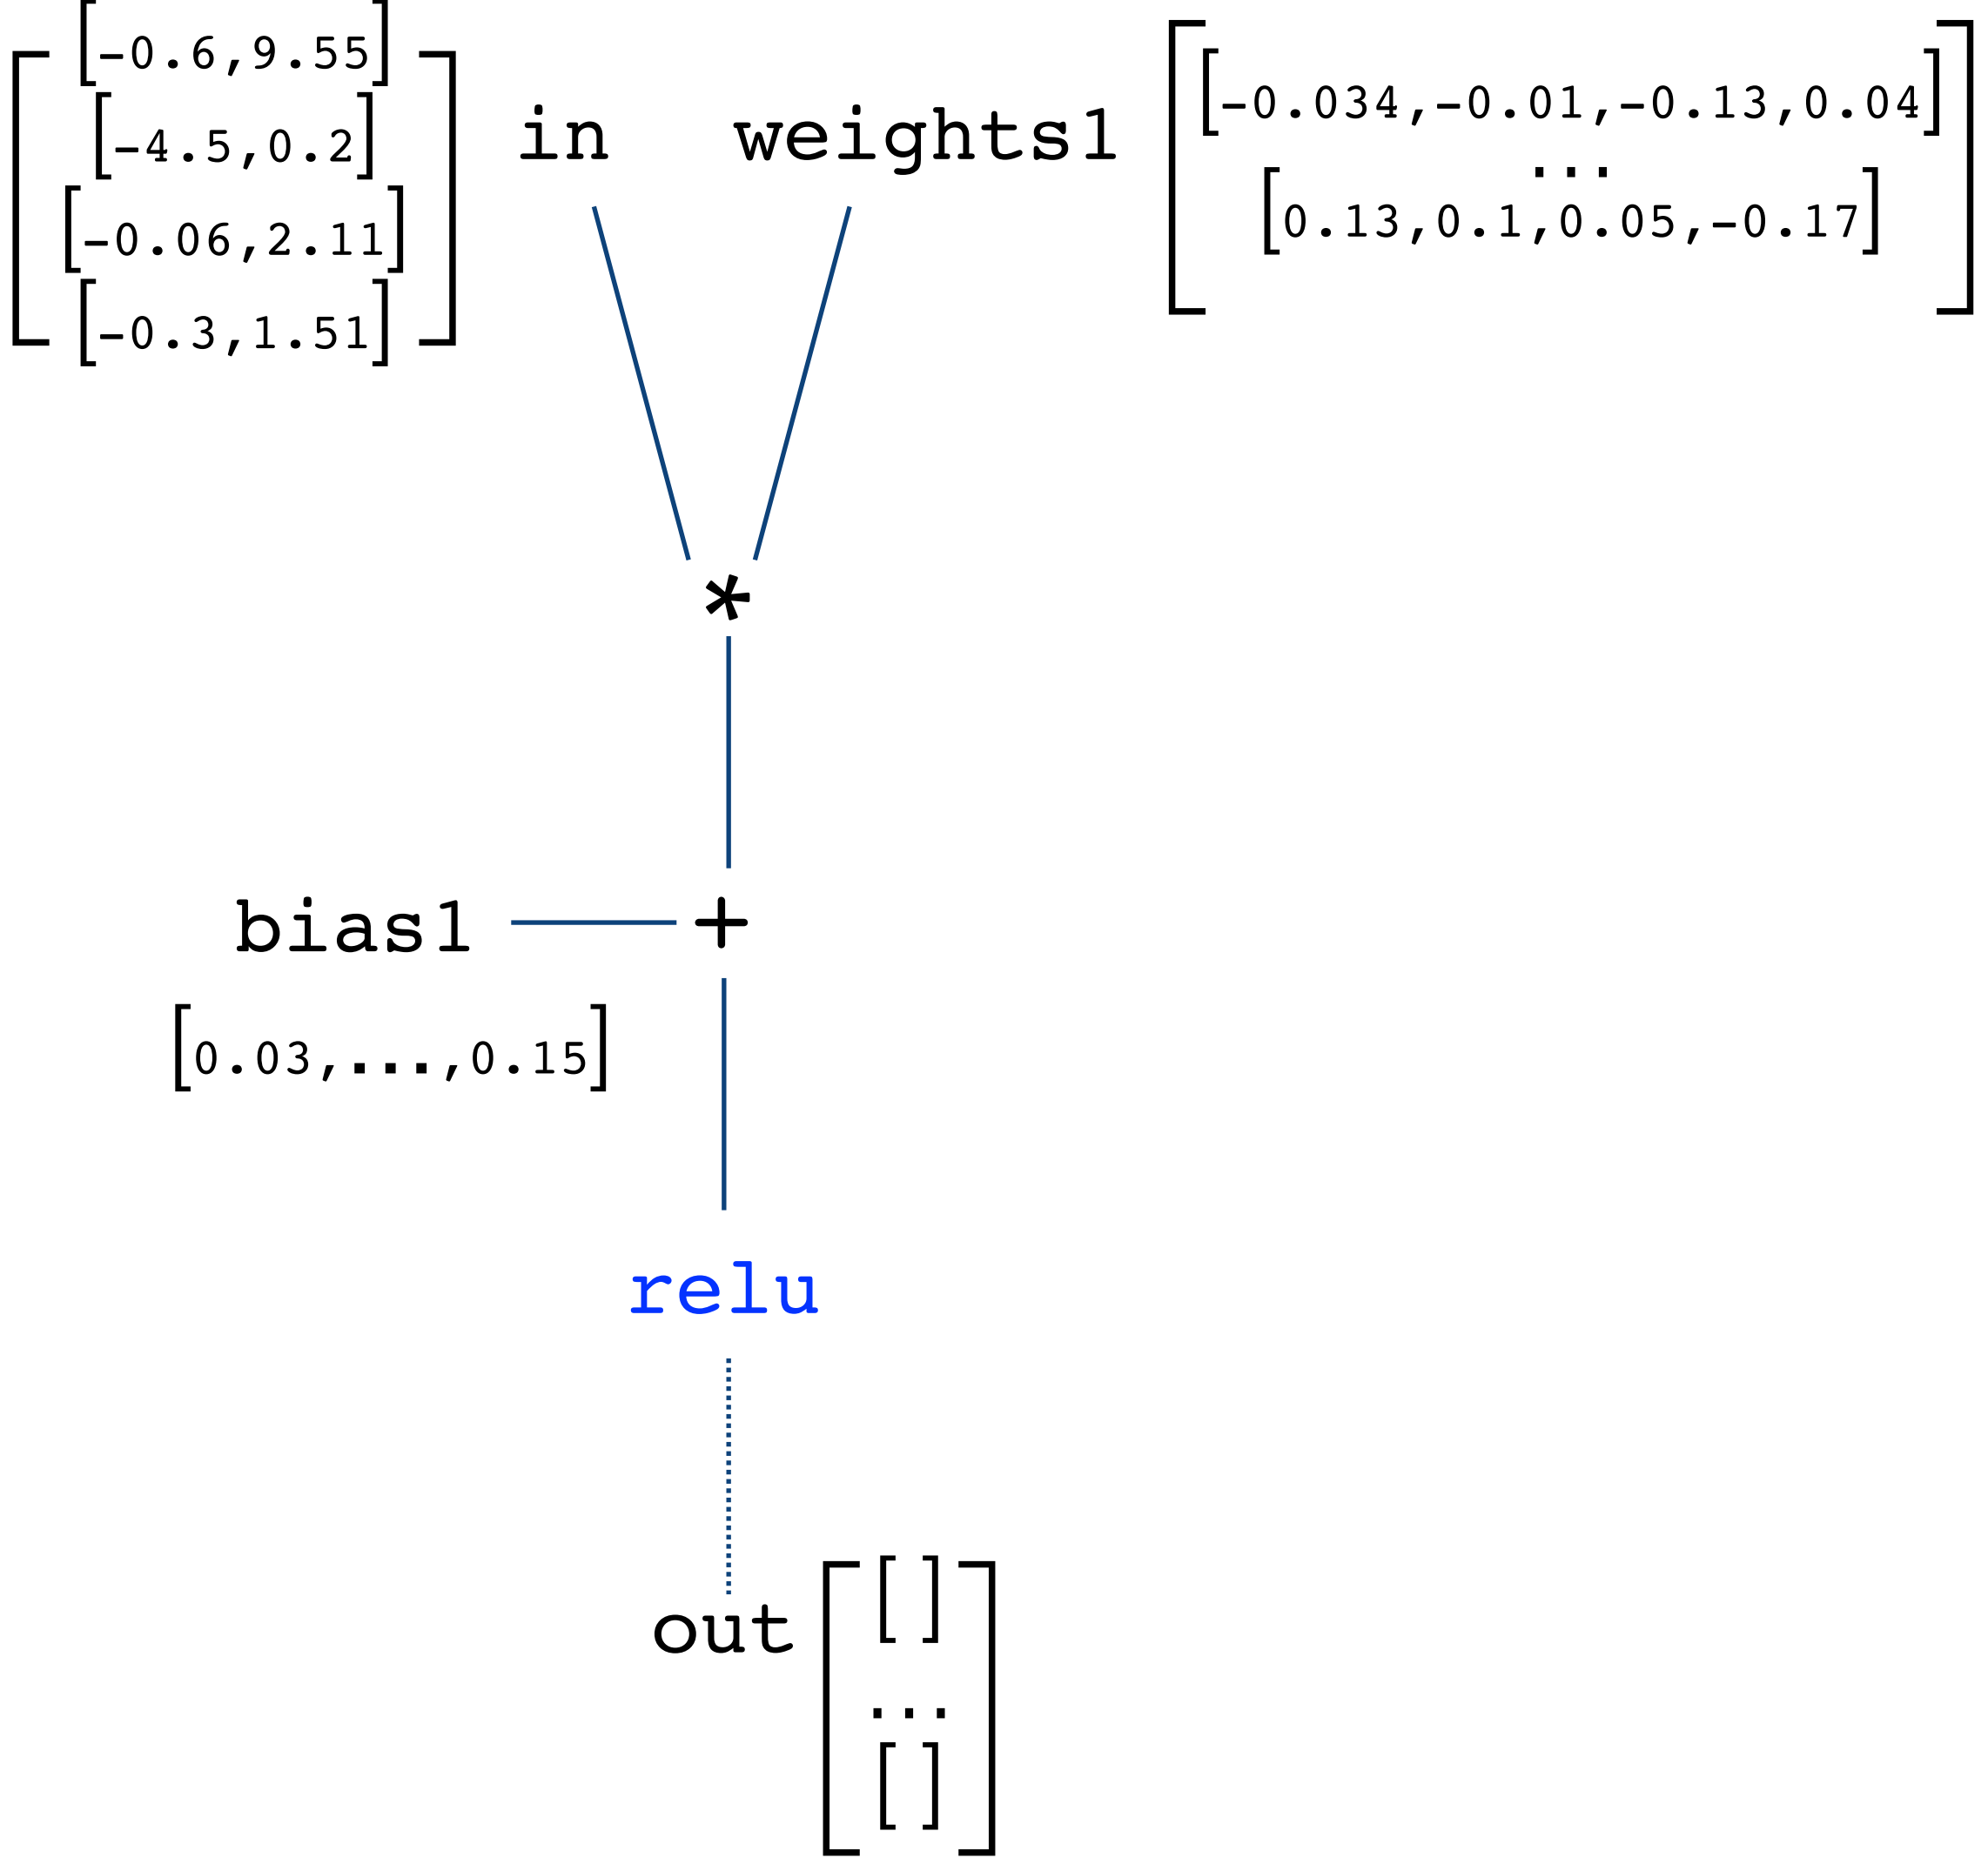 [-0.6,9.55]
[-4.5,0.2]
[-0.06,2.11]
[-0.3,1.51]
in
weights1
[-0.034,-0.01,-0.13,0.04]
...
[0.13,0.1,0.05,-0.17]
*
bias1
+
[0.03,...,0.15]
relu
out
[ ]
...
[ ]